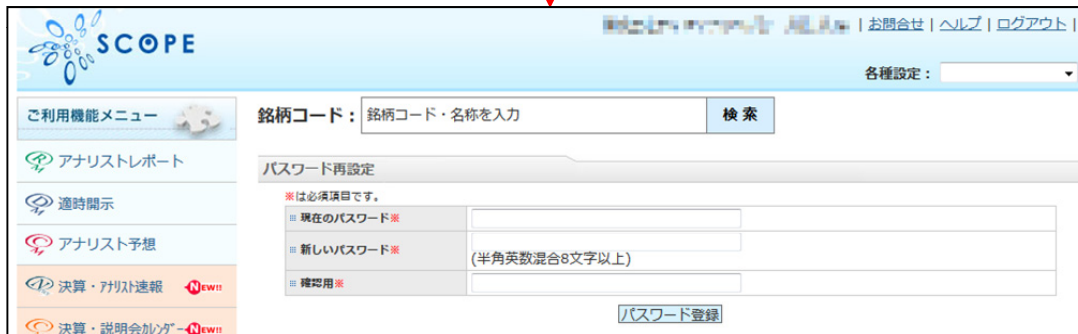 SCOPE
お問合せ | ヘルプ | ログアウト |
各種設定:
ご利用機能メニュー
銘柄コード: 銘柄コード・名称を入力 検索
アナリストレポート
パスワード再設定
※は必須項目です。
適時開示
現在のパスワード※
アナリスト予想
新しいパスワード※
(半角英数混合8文字以上)
決算・アナリスト速報 NEW!!
確認用※
パスワード登録
決算・説明会カレンダー NEW!!